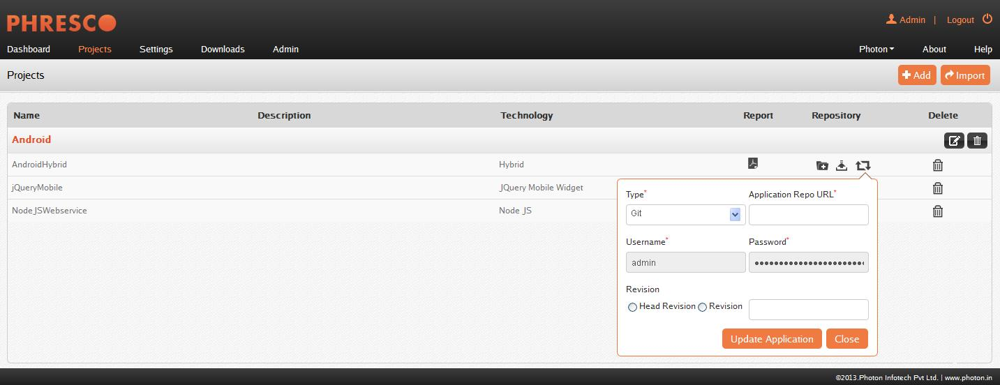 PHRESCO
Admin | Logout
Dashboard Projects Settings Downloads Admin Photon About Help
Projects Add Import
Name Description Technology Report Repository Delete
Android
AndroidHybrid Hybrid
jQueryMobile JQuery Mobile Widget
NodeJSWebservice Node JS
Type* Application Repo URL*
Git
Username* Password*
admin
Revision
Head Revision Revision
Update Application Close
©2013.Photon Infotech Pvt Ltd. | www.photon.in